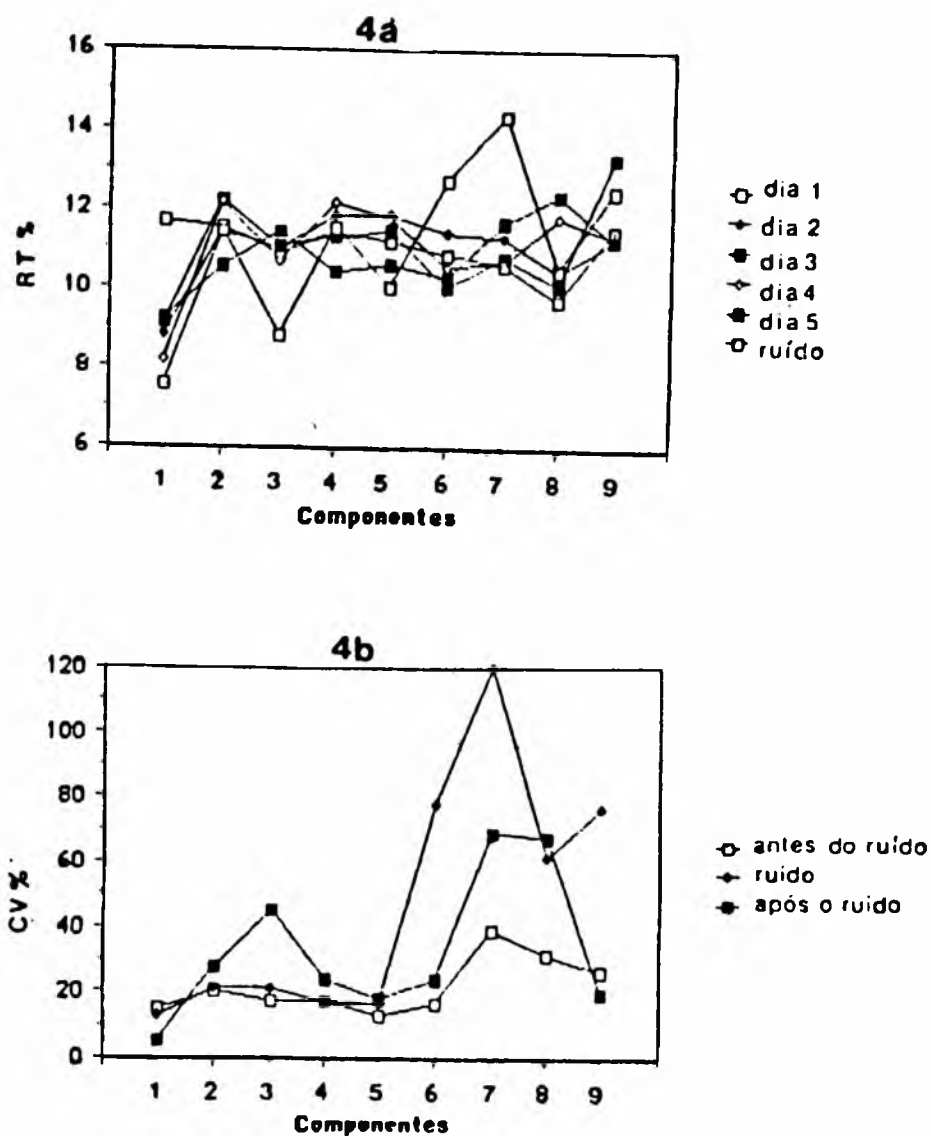 4a
16
14
12
10
8
6
RT %
1 2 3 4 5 6 7 8 9
Componentes
dia 1
dia 2
dia 3
dia 4
dia 5
ruído
4b
120
100
80
60
40
20
0
CV %
1 2 3 4 5 6 7 8 9
Componentes
antes do ruído
ruido
após o ruido